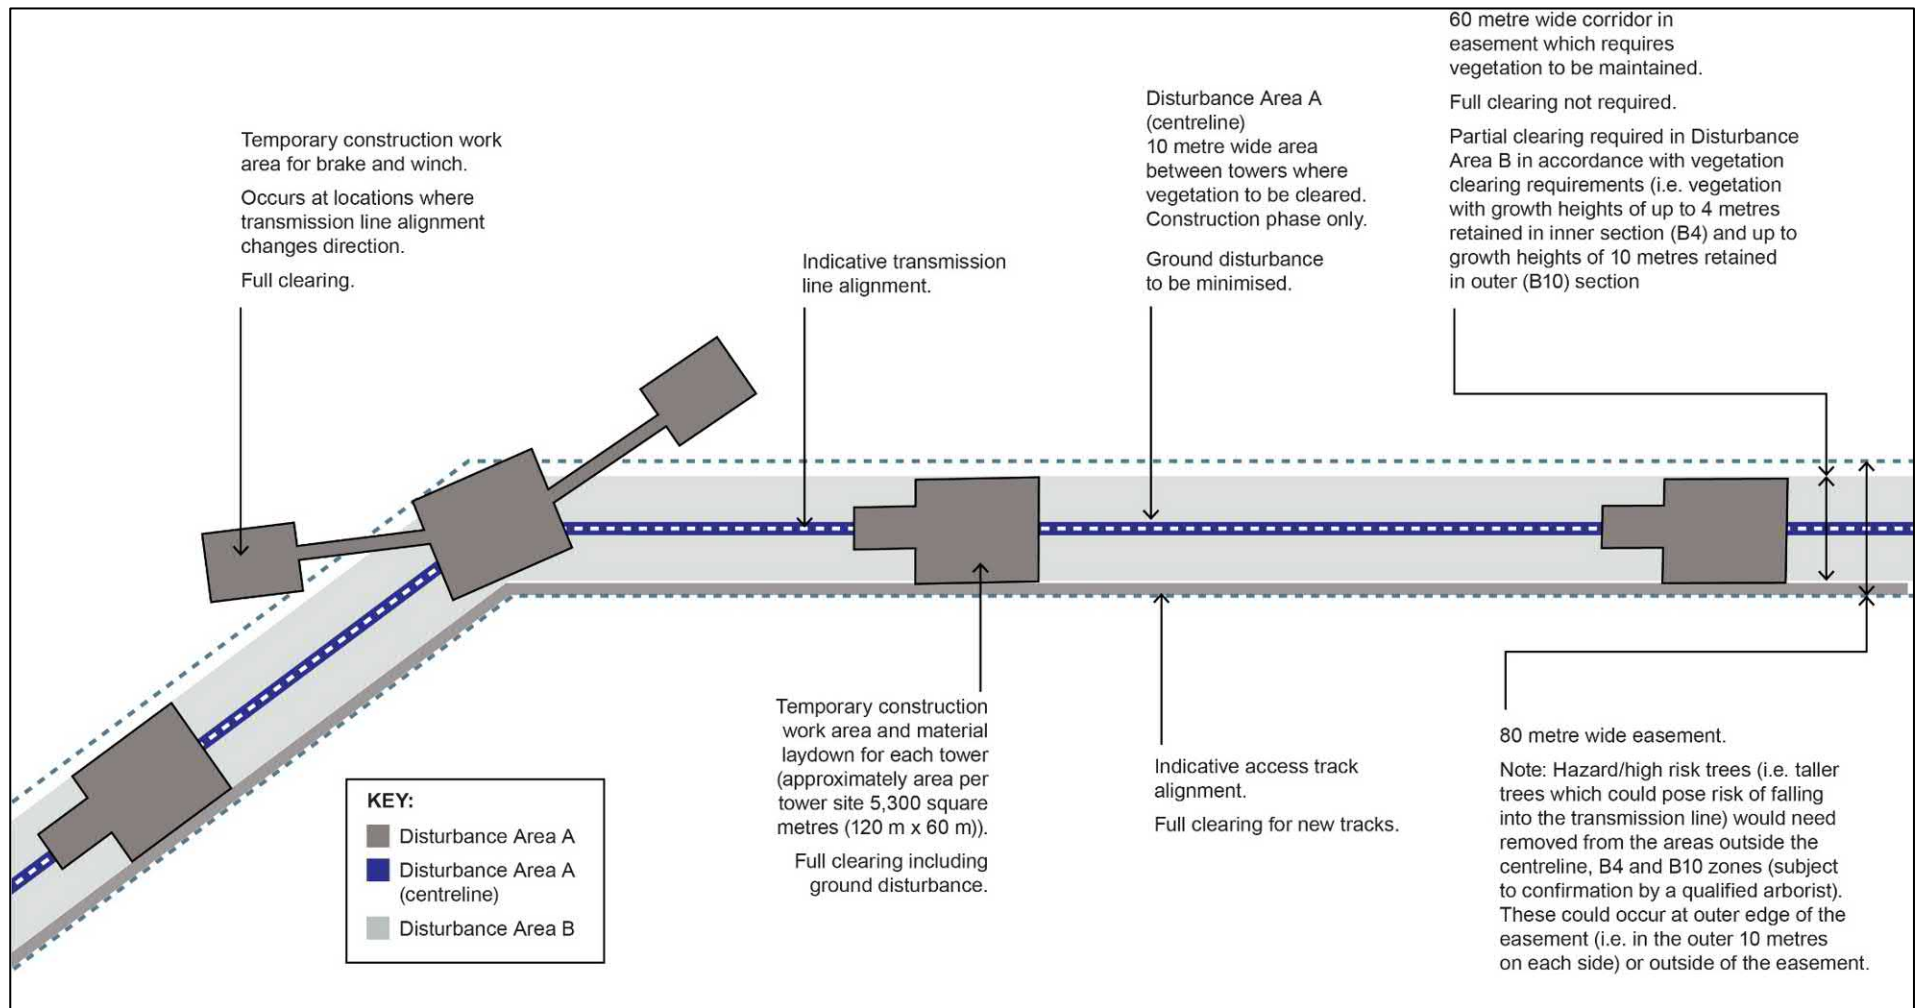 Temporary construction work
area for brake and winch.
Occurs at locations where
transmission line alignment
changes direction.
Full clearing.
Indicative transmission
line alignment.
Disturbance Area A
(centreline)
10 metre wide area
between towers where
vegetation to be cleared.
Construction phase only.
Ground disturbance
to be minimised.
60 metre wide corridor in
easement which requires
vegetation to be maintained.
Full clearing not required.
Partial clearing required in Disturbance
Area B in accordance with vegetation
clearing requirements (i.e. vegetation
with growth heights of up to 4 metres
retained in inner section (B4) and up to
growth heights of 10 metres retained
in outer (B10) section
Temporary construction
work area and material
laydown for each tower
(approximately area per
tower site 5,300 square
metres (120 m x 60 m)).
Full clearing including
ground disturbance.
Indicative access track
alignment.
Full clearing for new tracks.
80 metre wide easement.
Note: Hazard/high risk trees (i.e. taller
trees which could pose risk of falling
into the transmission line) would need
removed from the areas outside the
centreline, B4 and B10 zones (subject
to confirmation by a qualified arborist).
These could occur at outer edge of the
easement (i.e. in the outer 10 metres
on each side) or outside of the easement.
KEY:
Disturbance Area A
Disturbance Area A
(centreline)
Disturbance Area B